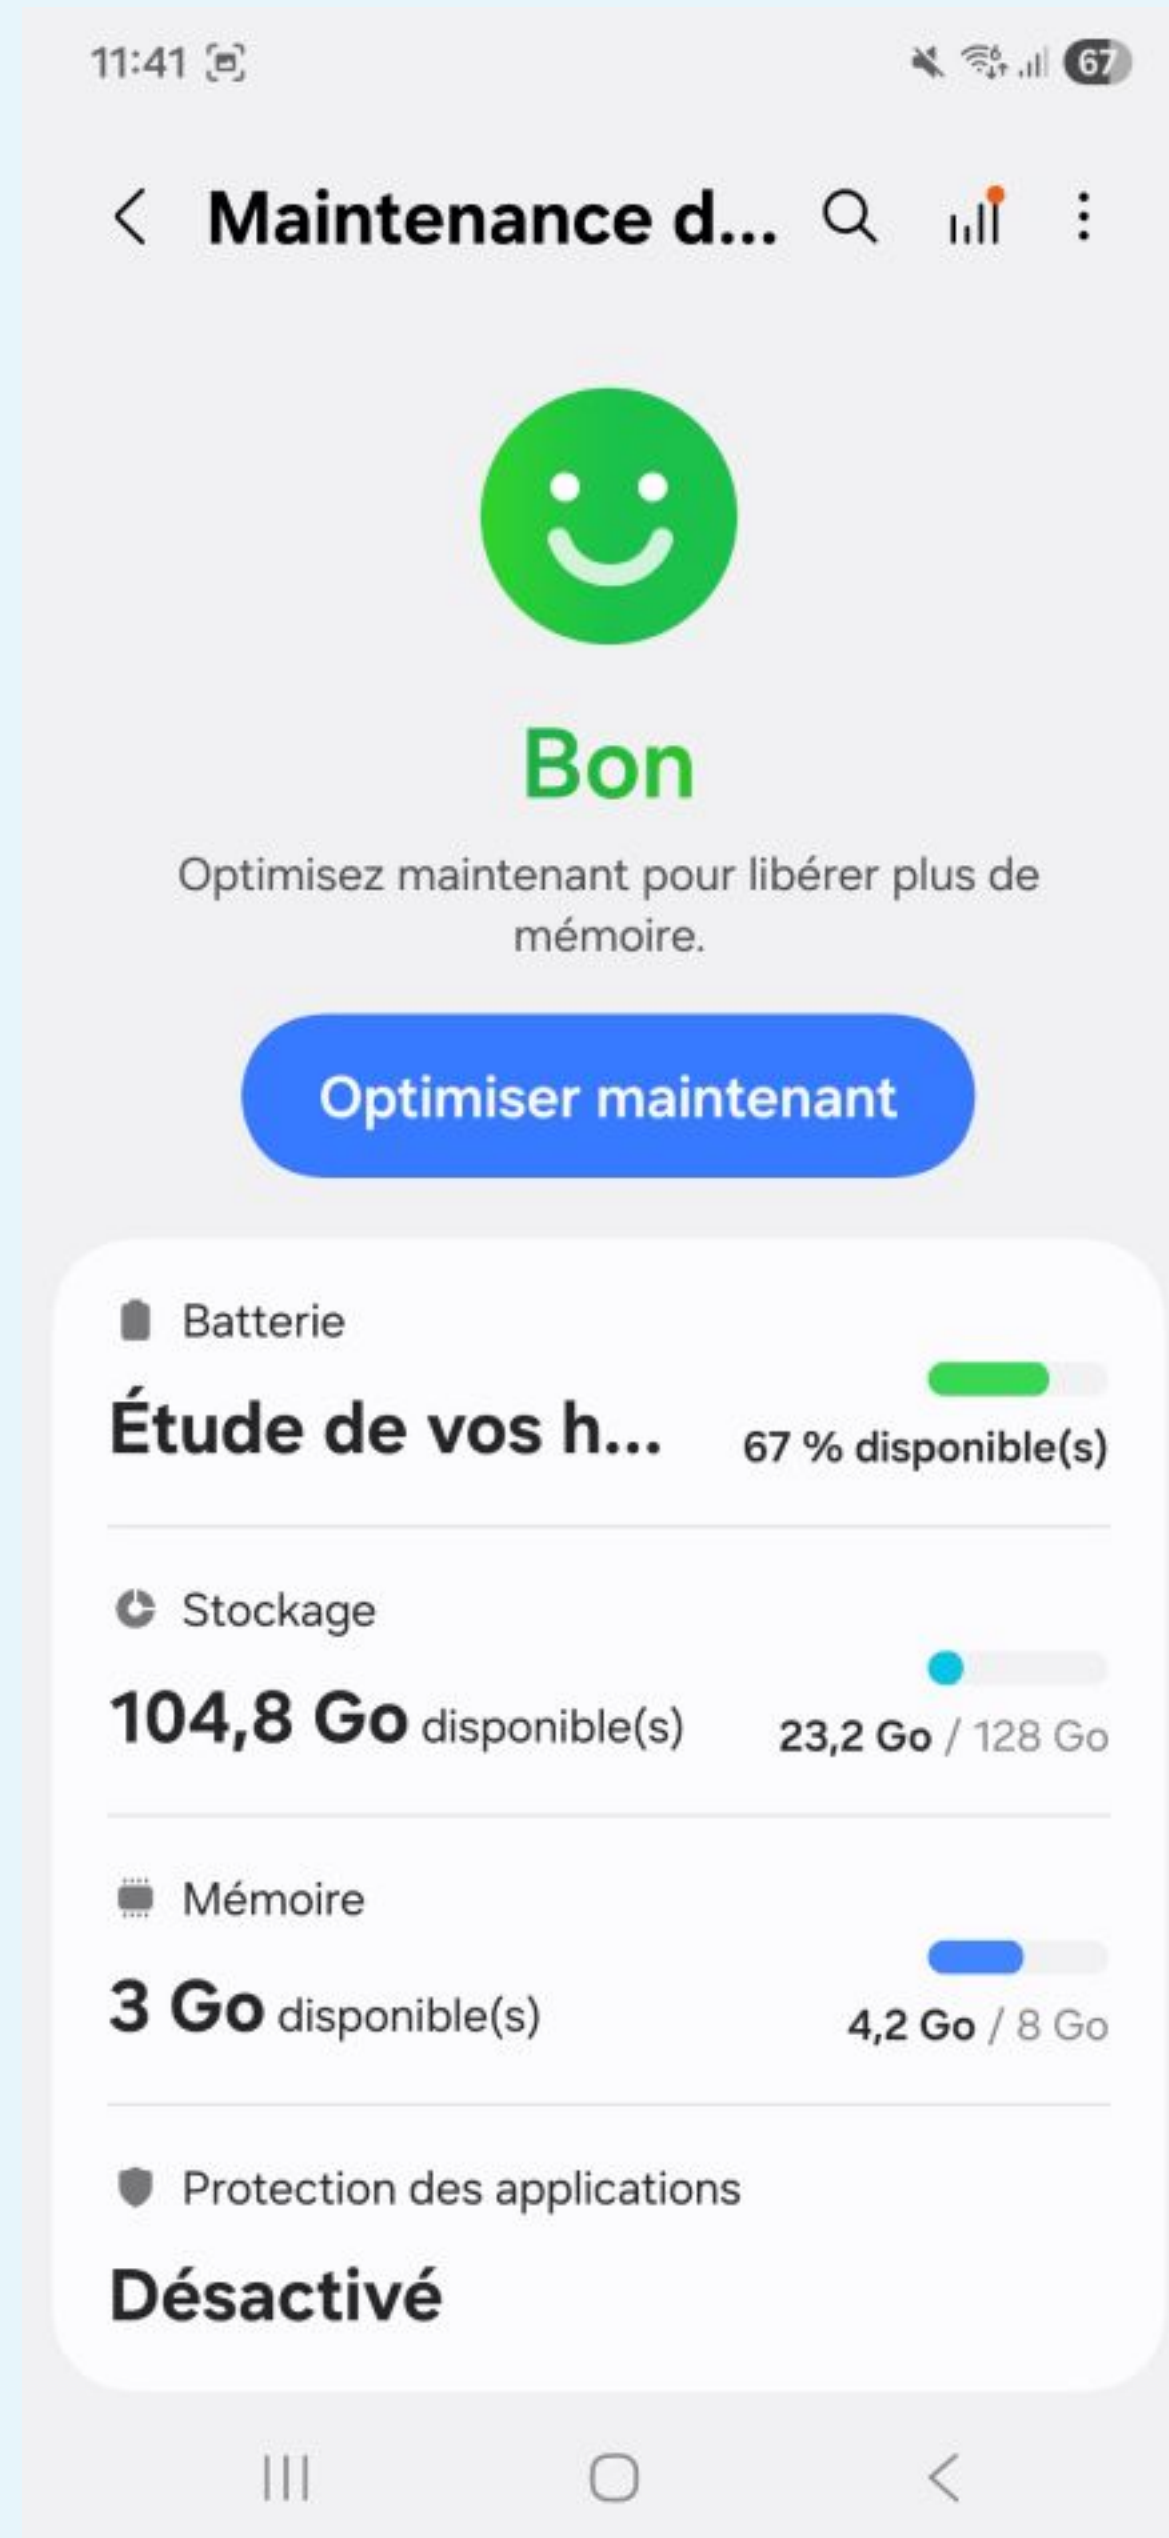 11:41
67
Maintenance d...
Bon
Optimisez maintenant pour libérer plus de
mémoire.
Optimiser maintenant
Batterie
Étude de vos h...
67 % disponible(s)
Stockage
104,8 Go disponible(s)
23,2 Go / 128 Go
Mémoire
3 Go disponible(s)
4,2 Go / 8 Go
Protection des applications
Désactivé